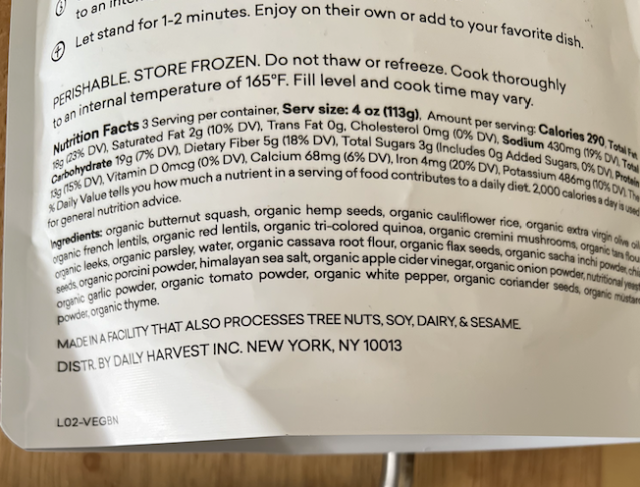 to an int
Let stand for 1-2 minutes. Enjoy on their own or add to your favorite dish.
PERISHABLE. STORE FROZEN. Do not thaw or refreeze. Cook thoroughly
to an internal temperature of 165°F. Fill level and cook time may vary.
Nutrition Facts 3 Serving per container, Serv size: 4 oz (113g), Amount per serving: Calories 290, Total Fat
18g (23% DV), Saturated Fat 2g (10% DV), Trans Fat 0g, Cholesterol 0mg (0% DV), Sodium 430mg (19% DV), Total
Carbohydrate 19g (7% DV), Dietary Fiber 5g (18% DV), Total Sugars 3g (Includes 0g Added Sugars, 0% DV), Protein
13g (15% DV), Vitamin D 0mcg (0% DV), Calcium 68mg (6% DV), Iron 4mg (20% DV), Potassium 486mg (10% DV). The
% Daily Value tells you how much a nutrient in a serving of food contributes to a daily diet. 2,000 calories a day is used
for general nutrition advice.
Ingredients: organic butternut squash, organic hemp seeds, organic cauliflower rice, organic extra virgin olive oil,
organic french lentils, organic red lentils, organic tri-colored quinoa, organic cremini mushrooms, organic tara flour,
organic leeks, organic parsley, water, organic cassava root flour, organic flax seeds, organic sacha inchi powder, chia
seeds, organic porcini powder, himalayan sea salt, organic apple cider vinegar, organic onion powder, nutritional yeast,
organic garlic powder, organic tomato powder, organic white pepper, organic coriander seeds, organic mustard
powder, organic thyme.
MADE IN A FACILITY THAT ALSO PROCESSES TREE NUTS, SOY, DAIRY, & SESAME.
DISTR. BY DAILY HARVEST INC. NEW YORK, NY 10013
L02-VEGBN